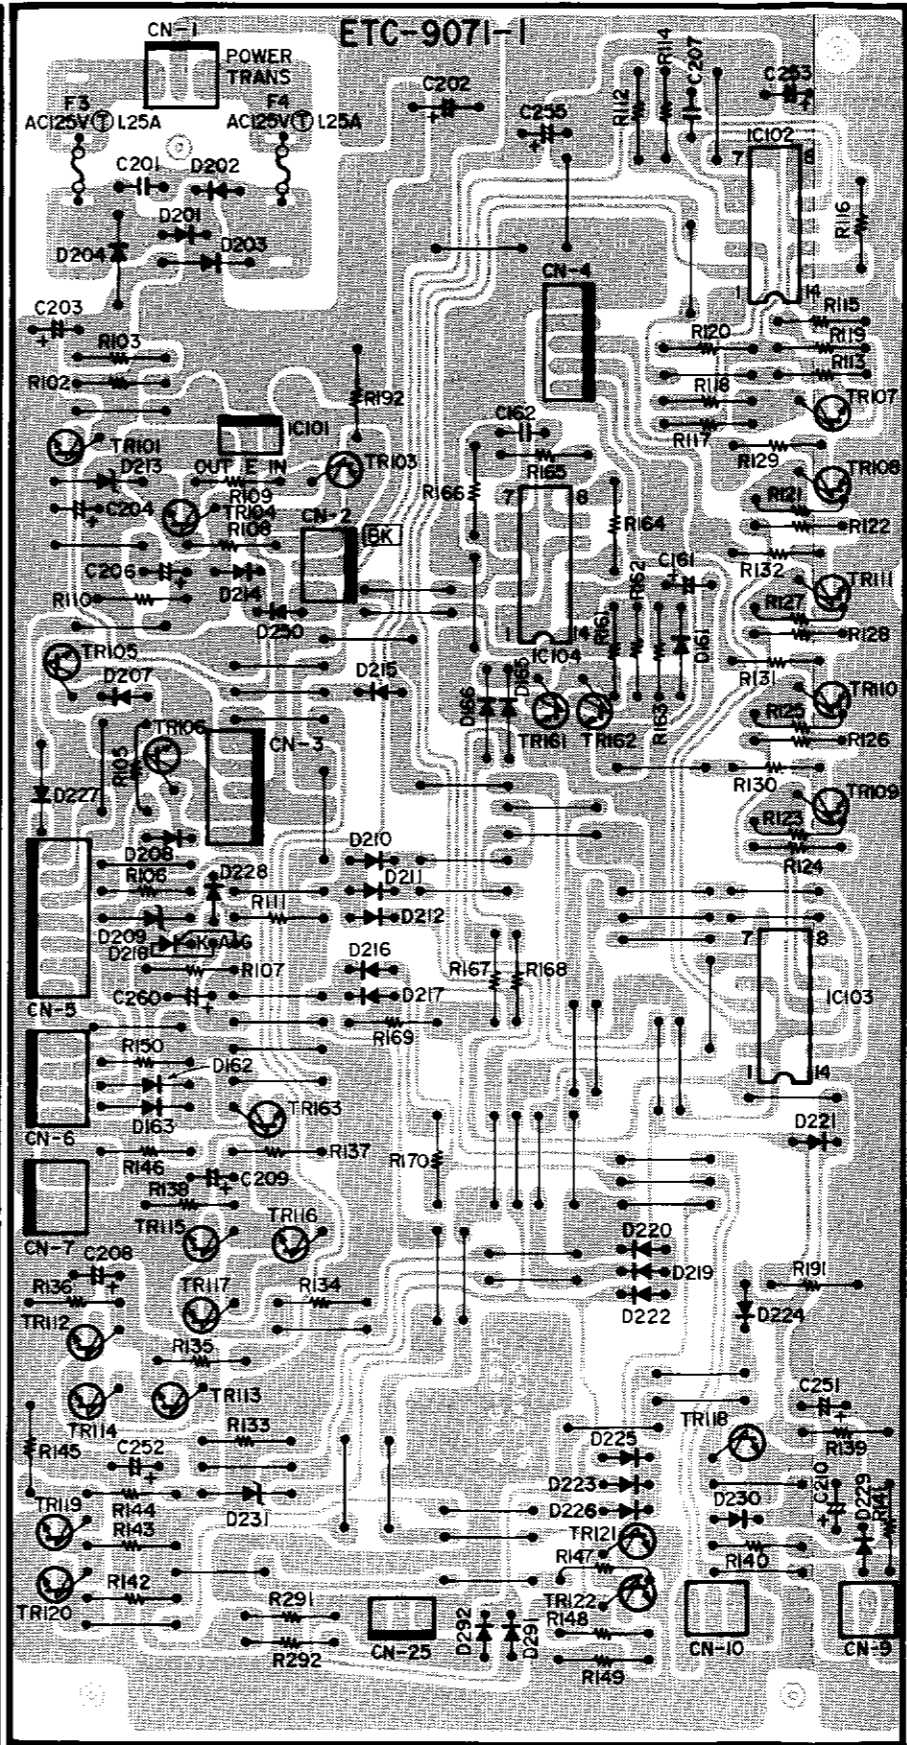 ETC-9071-1
CN-1
POWER
TRANS
F3
AC125V Ⓣ 1.25A
F4
AC125V Ⓣ 1.25A
C202
C255
R112
R114
C207
C253
C201
D202
IC102
7
8
D201
R116
D204
D203
CN-4
C203
1
14
R115
R103
R120
R119
R102
R113
R192
R118
TR107
C162
IC101
R117
TR101
D213
OUT E IN
TR103
R165
R129
R109
R166
7
8
TR108
C204
TR104
CN-2
R121
R108
BK
R164
R122
C206
C161
R132
D214
R162
TR111
R110
R127
D250
R161
R128
1
14
D161
TR105
IC104
R131
D207
D215
D165
D166
TR110
R163
R125
TR106
TR161
TR162
R126
CN-3
R105
R130
D227
TR109
R123
D210
R124
D208
D228
R106
D211
R111
D212
D209
7
8
D218
K A G
R107
D216
R167
R168
C260
D217
IC103
CN-5
R169
R150
D162
1
14
TR163
D163
CN-6
D221
R146
R137
R170
C209
R138
TR115
TR116
CN-7
D220
C208
D219
R191
R136
R134
TR117
D222
D224
TR112
R135
TR113
C251
TR114
TR118
R133
R139
R145
D225
C252
D223
C210
D229
R141
R144
D226
D230
TR119
D231
TR121
R143
R147
R140
R142
TR122
TR120
R291
R148
D292
D291
R292
CN-25
CN-10
CN-9
R149